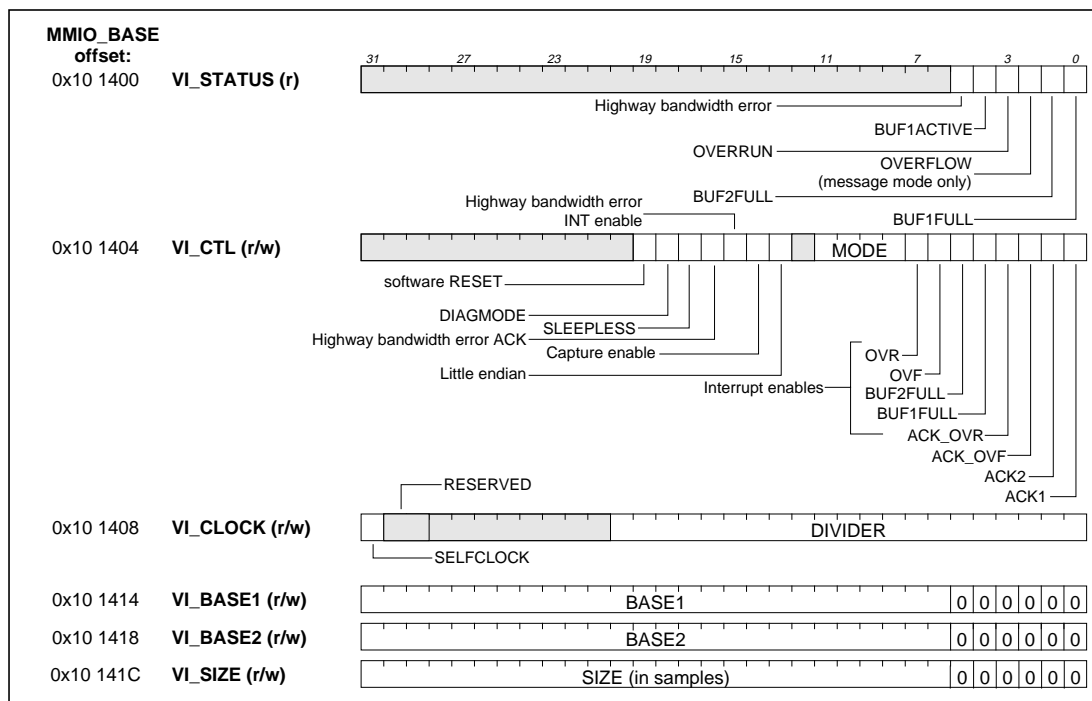 MMIO_BASE
offset:
31 27 23 19 15 11 7 3 0
0x10 1400 VI_STATUS (r)
Highway bandwidth error
BUF1ACTIVE
OVERRUN
OVERFLOW
(message mode only)
BUF2FULL
Highway bandwidth error
INT enable
BUF1FULL
0x10 1404 VI_CTL (r/w) MODE
software RESET
DIAGMODE
SLEEPLESS
Highway bandwidth error ACK
Capture enable
Little endian
Interrupt enables
OVR
OVF
BUF2FULL
BUF1FULL
ACK_OVR
ACK_OVF
ACK2
ACK1
RESERVED
0x10 1408 VI_CLOCK (r/w) DIVIDER
SELFCLOCK
0x10 1414 VI_BASE1 (r/w) BASE1 0 0 0 0 0 0
0x10 1418 VI_BASE2 (r/w) BASE2 0 0 0 0 0 0
0x10 141C VI_SIZE (r/w) SIZE (in samples) 0 0 0 0 0 0